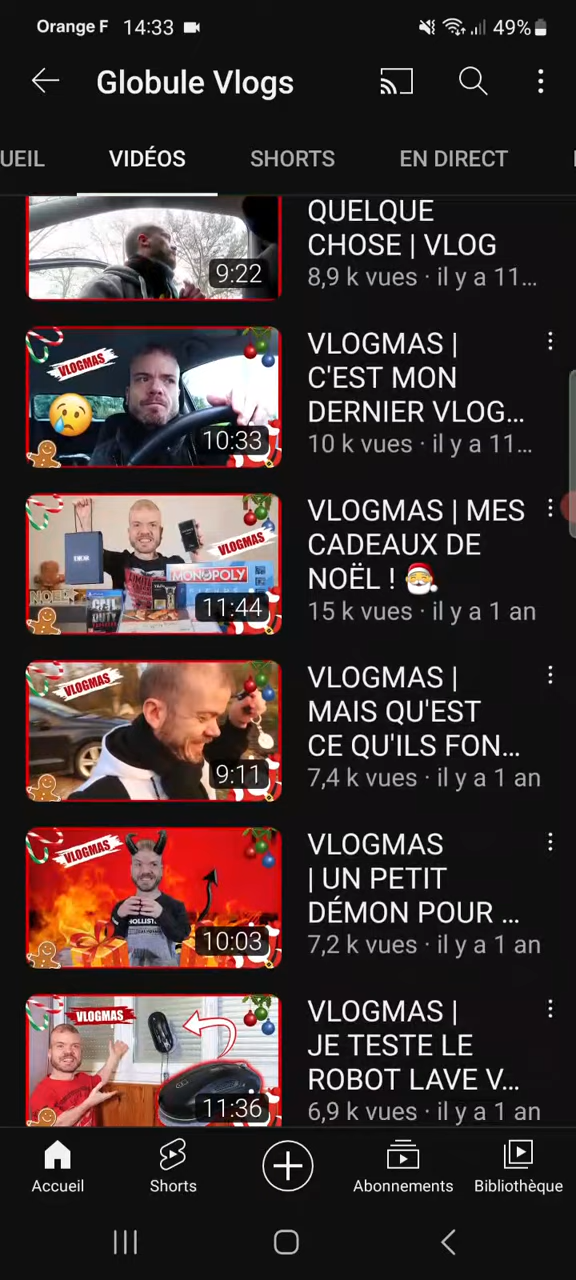 Orange F 14:33 49%
Globule Vlogs
UEIL VIDÉOS SHORTS EN DIRECT
QUELQUE
CHOSE | VLOG
9:22
8,9 k vues · il y a 11...
VLOGMAS |
C'EST MON
DERNIER VLOG...
10 k vues · il y a 11...
VLOGMAS
10:33
VLOGMAS | MES
CADEAUX DE
NOËL ! 🎅
15 k vues · il y a 1 an
VLOGMAS
MONOPOLY
NOEL
CALL
DUTY
11:44
VLOGMAS |
MAIS QU'EST
CE QU'ILS FON...
7,4 k vues · il y a 1 an
VLOGMAS
9:11
VLOGMAS
| UN PETIT
DÉMON POUR ...
7,2 k vues · il y a 1 an
VLOGMAS
HOLLISTER
10:03
VLOGMAS |
JE TESTE LE
ROBOT LAVE V...
6,9 k vues · il y a 1 an
VLOGMAS
11:36
Accueil Shorts Abonnements Bibliothèque